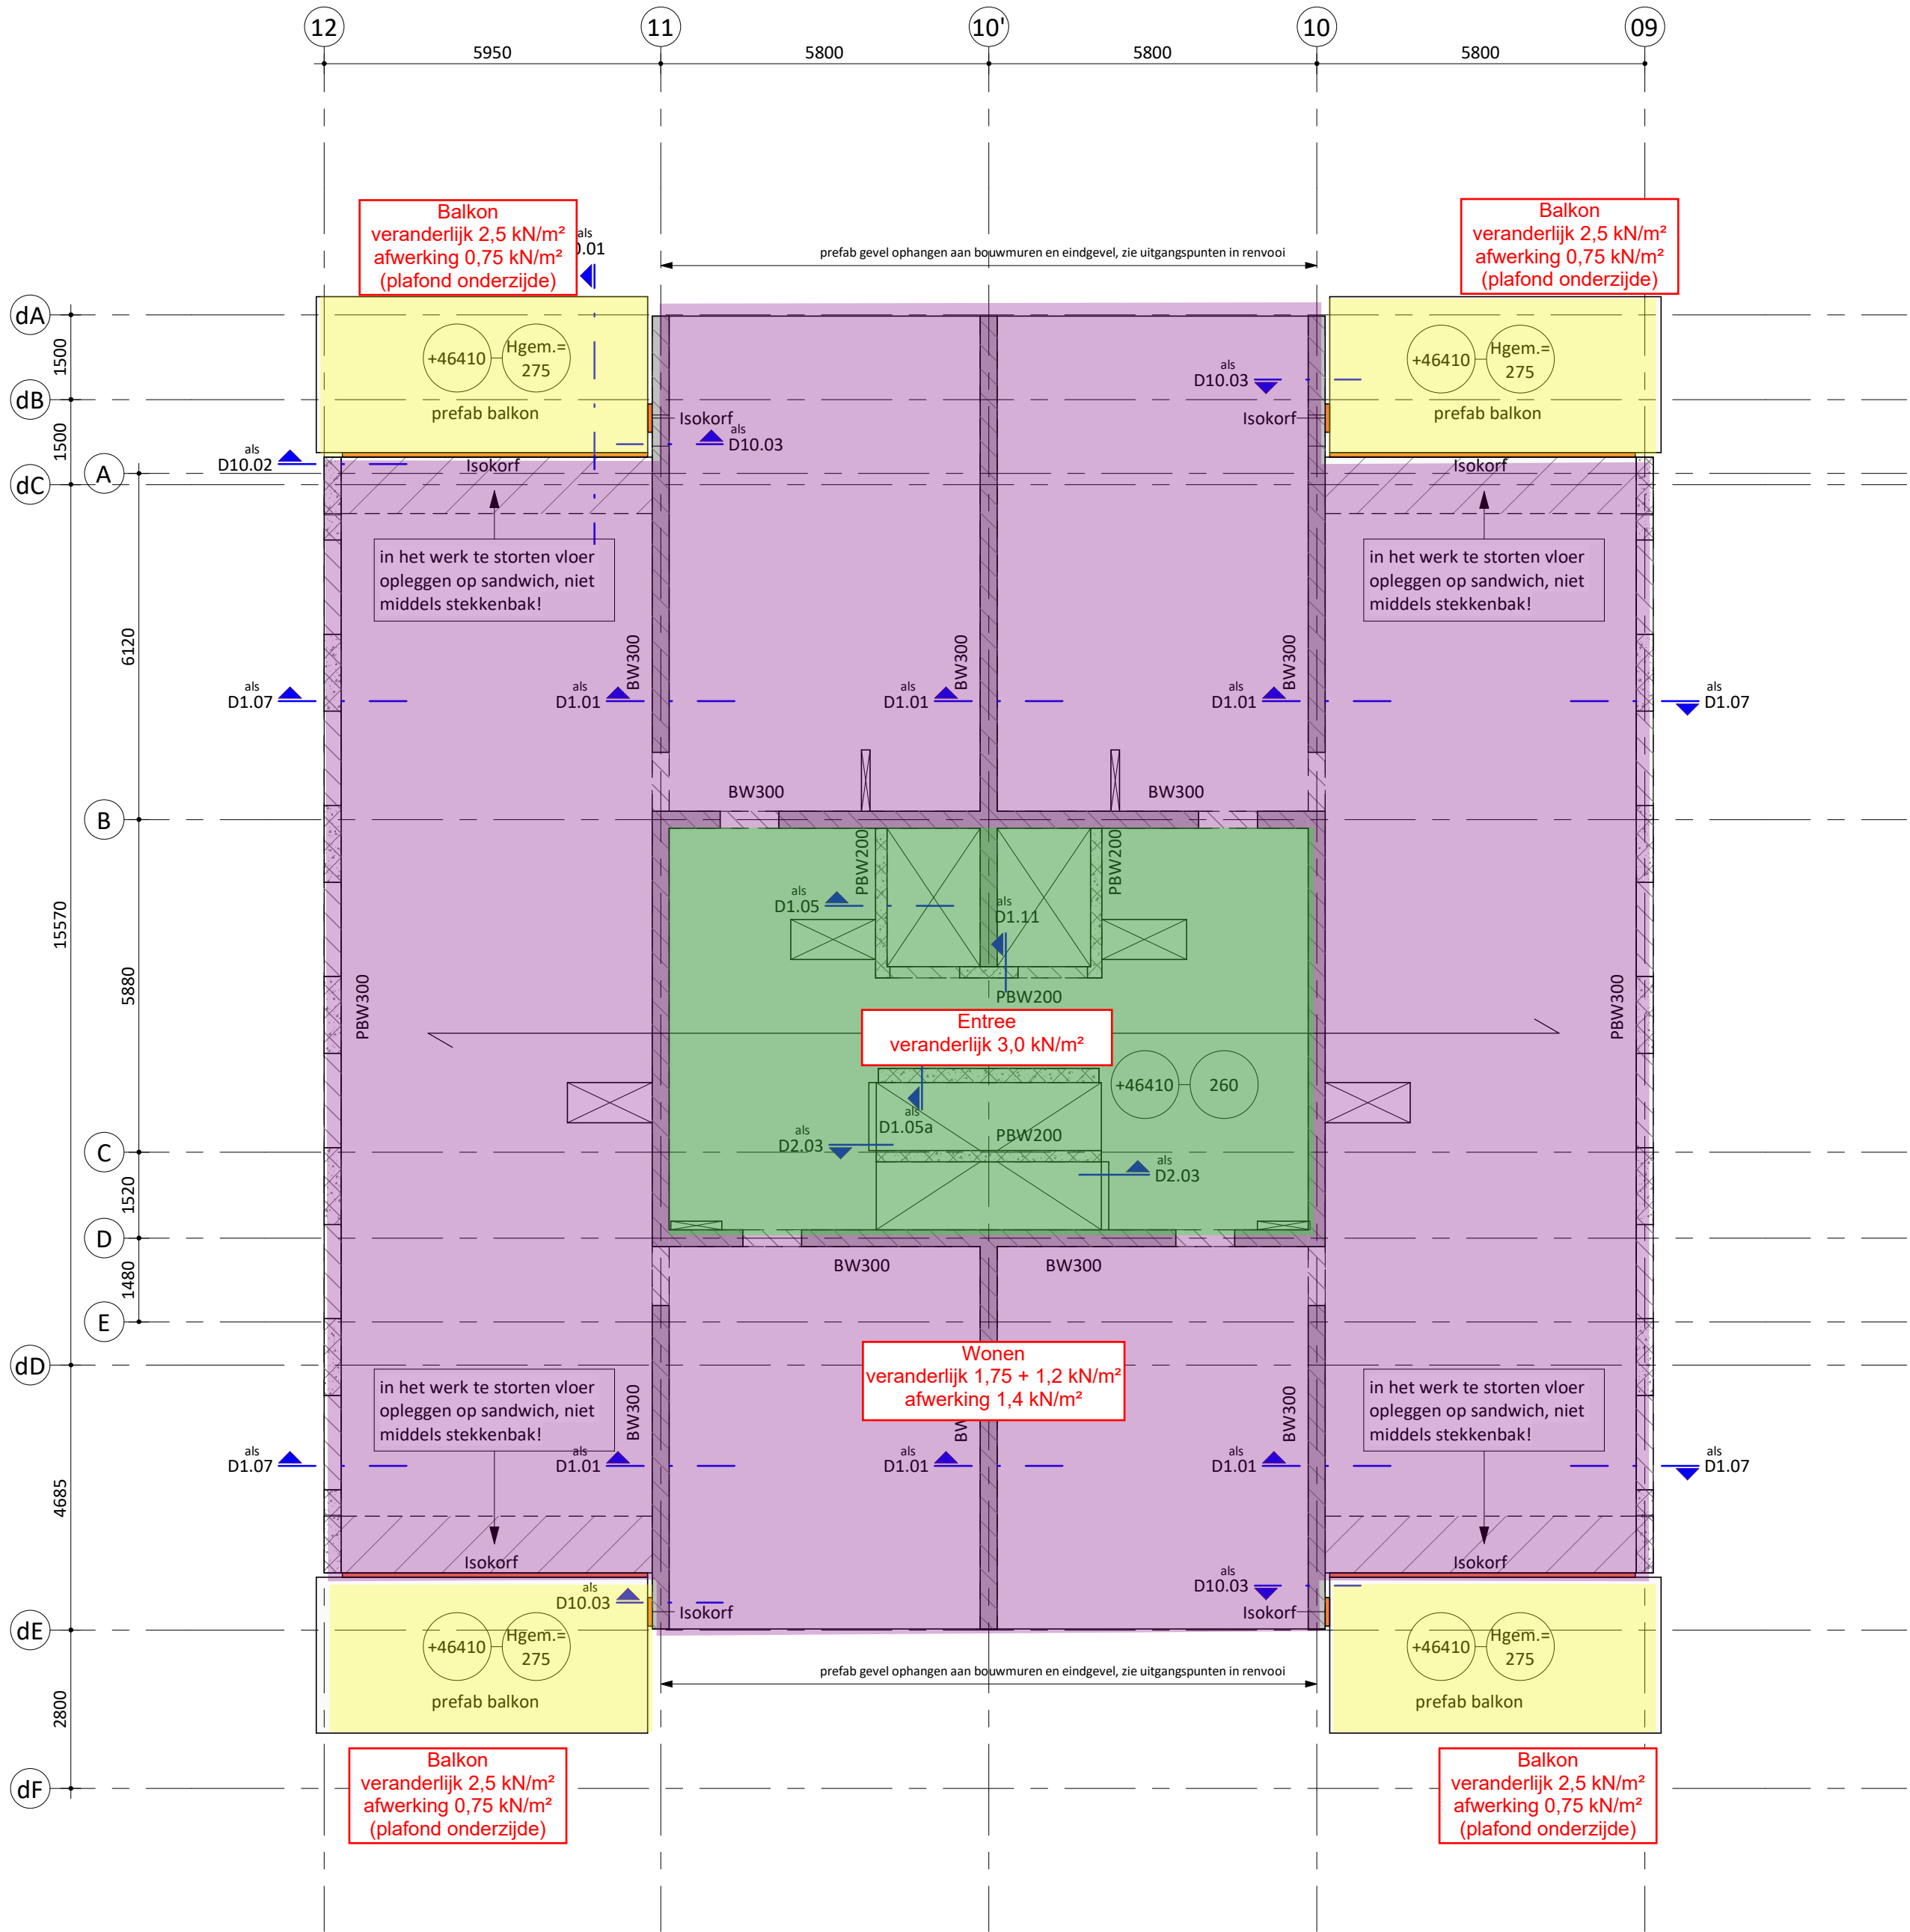 12
11
10'
10
09
5950
5800
5800
5800
Balkon
veranderlijk 2,5 kN/m²
afwerking 0,75 kN/m²
(plafond onderzijde)
als
0.01
prefab gevel ophangen aan bouwmuren en eindgevel, zie uitgangspunten in renvooi
Balkon
veranderlijk 2,5 kN/m²
afwerking 0,75 kN/m²
(plafond onderzijde)
dA
1500
dB
1500
dC
A
+46410
Hgem.=
275
prefab balkon
als
D10.03
+46410
Hgem.=
275
prefab balkon
Isokorf
als
D10.03
Isokorf
als
D10.02
Isokorf
Isokorf
in het werk te storten vloer
opleggen op sandwich, niet
middels stekkenbak!
in het werk te storten vloer
opleggen op sandwich, niet
middels stekkenbak!
6120
BW300
BW300
BW300
als
D1.07
als
D1.01
als
D1.01
als
D1.01
als
D1.07
BW300
BW300
B
PBW200
PBW200
als
D1.05
als
D1.11
15570
5880
PBW300
PBW200
PBW300
Entree
veranderlijk 3,0 kN/m²
+46410
260
als
D1.05a
als
D2.03
PBW200
als
D2.03
C
1520
D
1480
BW300
BW300
E
dD
Wonen
veranderlijk 1,75 + 1,2 kN/m²
afwerking 1,4 kN/m²
in het werk te storten vloer
opleggen op sandwich, niet
middels stekkenbak!
BW300
BW
BW300
in het werk te storten vloer
opleggen op sandwich, niet
middels stekkenbak!
als
D1.07
als
D1.01
als
D1.01
als
D1.01
als
D1.07
4685
Isokorf
Isokorf
als
D10.03
Isokorf
als
D10.03
Isokorf
dE
+46410
Hgem.=
275
prefab balkon
+46410
Hgem.=
275
prefab balkon
prefab gevel ophangen aan bouwmuren en eindgevel, zie uitgangspunten in renvooi
2800
dF
Balkon
veranderlijk 2,5 kN/m²
afwerking 0,75 kN/m²
(plafond onderzijde)
Balkon
veranderlijk 2,5 kN/m²
afwerking 0,75 kN/m²
(plafond onderzijde)